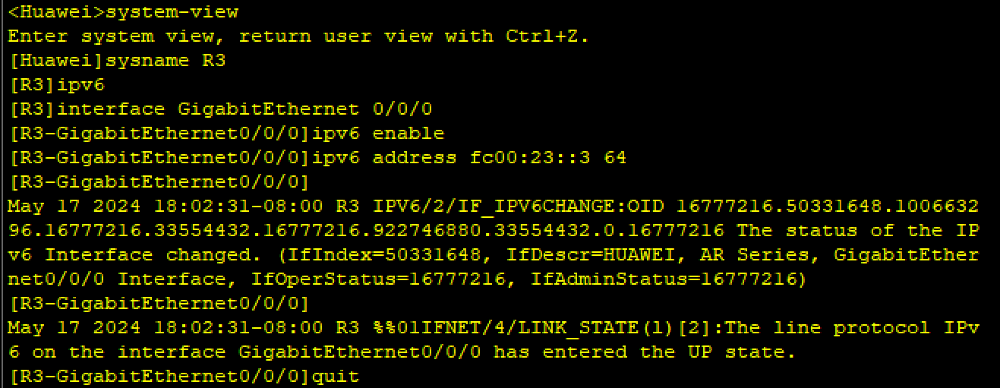 <Huawei>system-view
Enter system view, return user view with Ctrl+Z.
[Huawei]sysname R3
[R3]ipv6
[R3]interface GigabitEthernet 0/0/0
[R3-GigabitEthernet0/0/0]ipv6 enable
[R3-GigabitEthernet0/0/0]ipv6 address fc00:23::3 64
[R3-GigabitEthernet0/0/0]
May 17 2024 18:02:31-08:00 R3 IPV6/2/IF_IPV6CHANGE:OID 16777216.50331648.1006632
96.16777216.33554432.16777216.922746880.33554432.0.16777216 The status of the IP
v6 Interface changed. (IfIndex=50331648, IfDescr=HUAWEI, AR Series, GigabitEther
net0/0/0 Interface, IfOperStatus=16777216, IfAdminStatus=16777216)
[R3-GigabitEthernet0/0/0]
May 17 2024 18:02:31-08:00 R3 %%01IFNET/4/LINK_STATE(l)[2]:The line protocol IPv
6 on the interface GigabitEthernet0/0/0 has entered the UP state.
[R3-GigabitEthernet0/0/0]quit